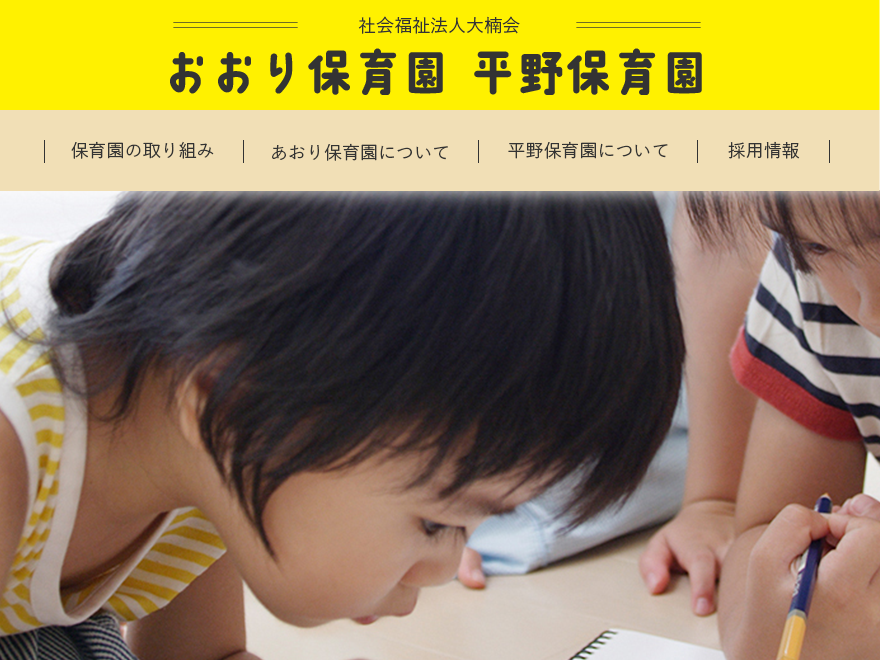 社会福祉法人大楠会
おおり保育園 平野保育園
保育園の取り組み
あおり保育園について
平野保育園について
採用情報